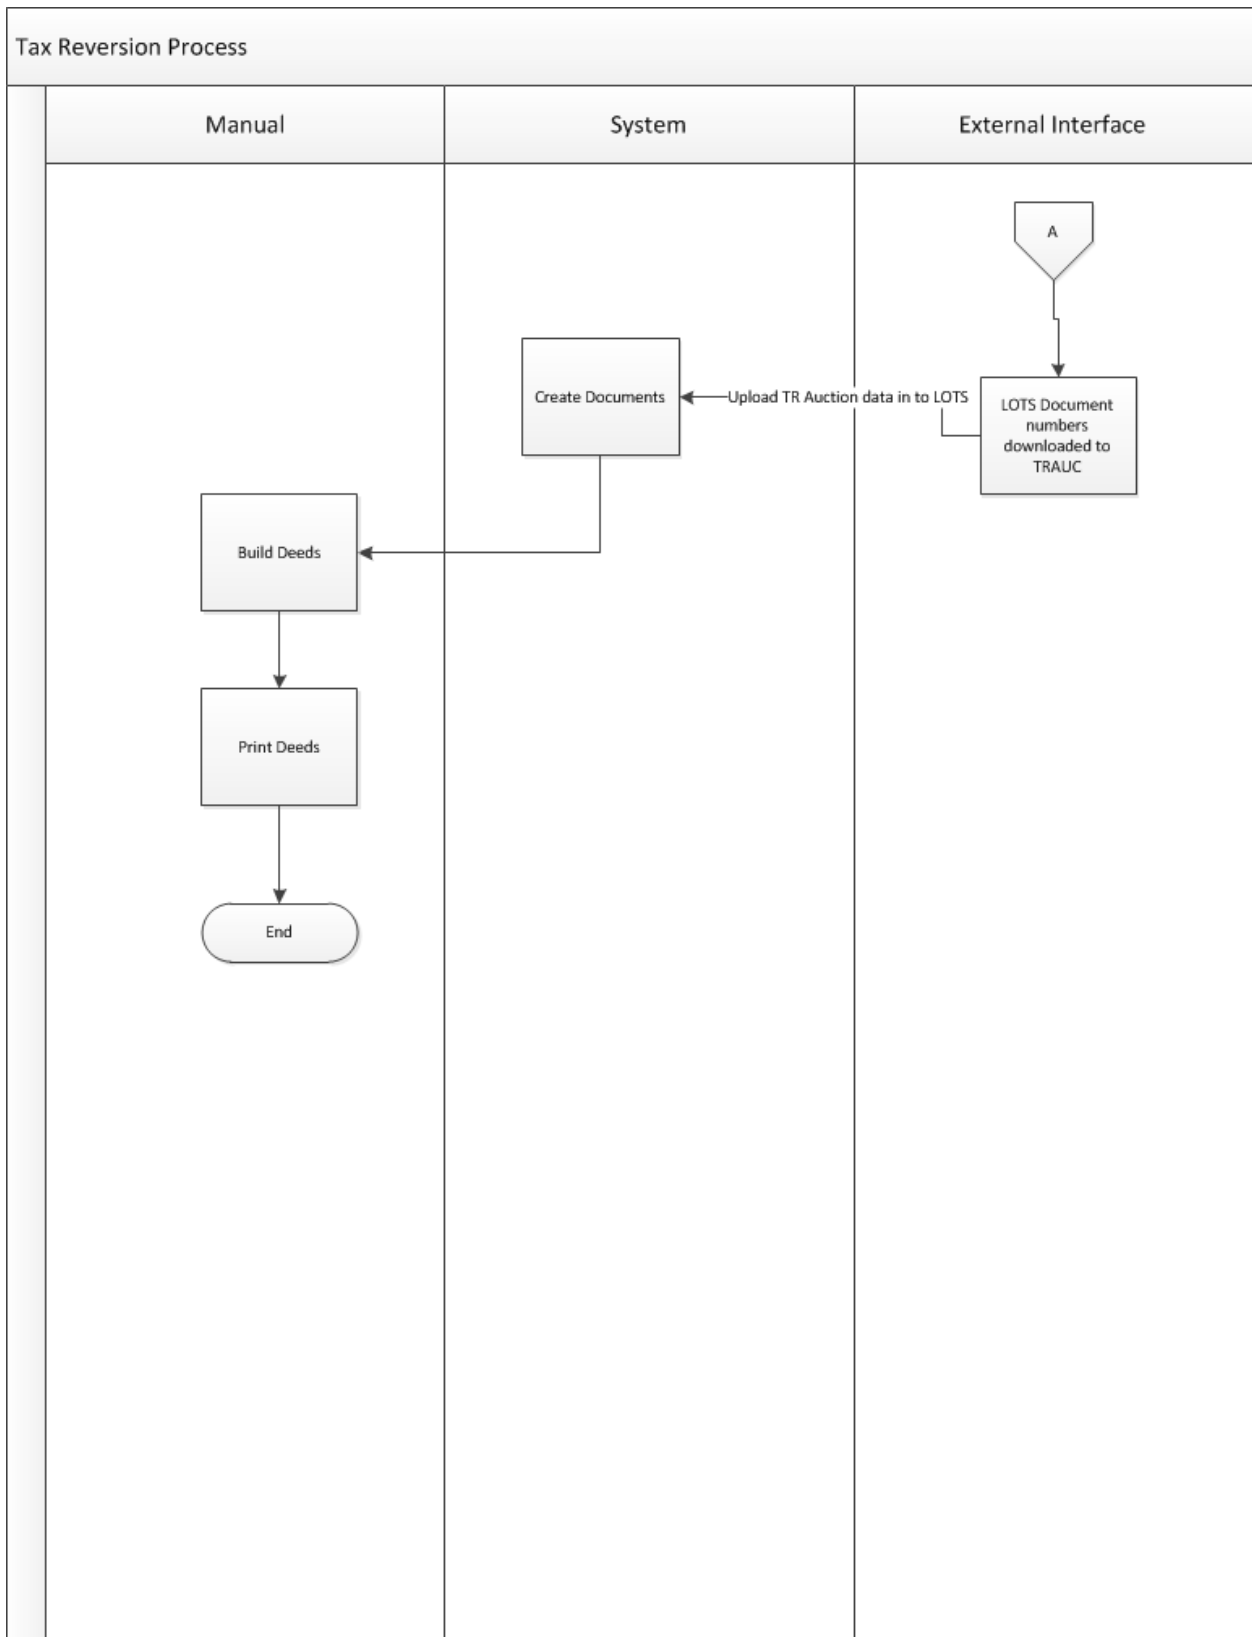 Tax Reversion Process
Manual
System
External Interface
A
Create Documents
Upload TR Auction data in to LOTS
LOTS Document
numbers
downloaded to
TRAUC
Build Deeds
Print Deeds
End